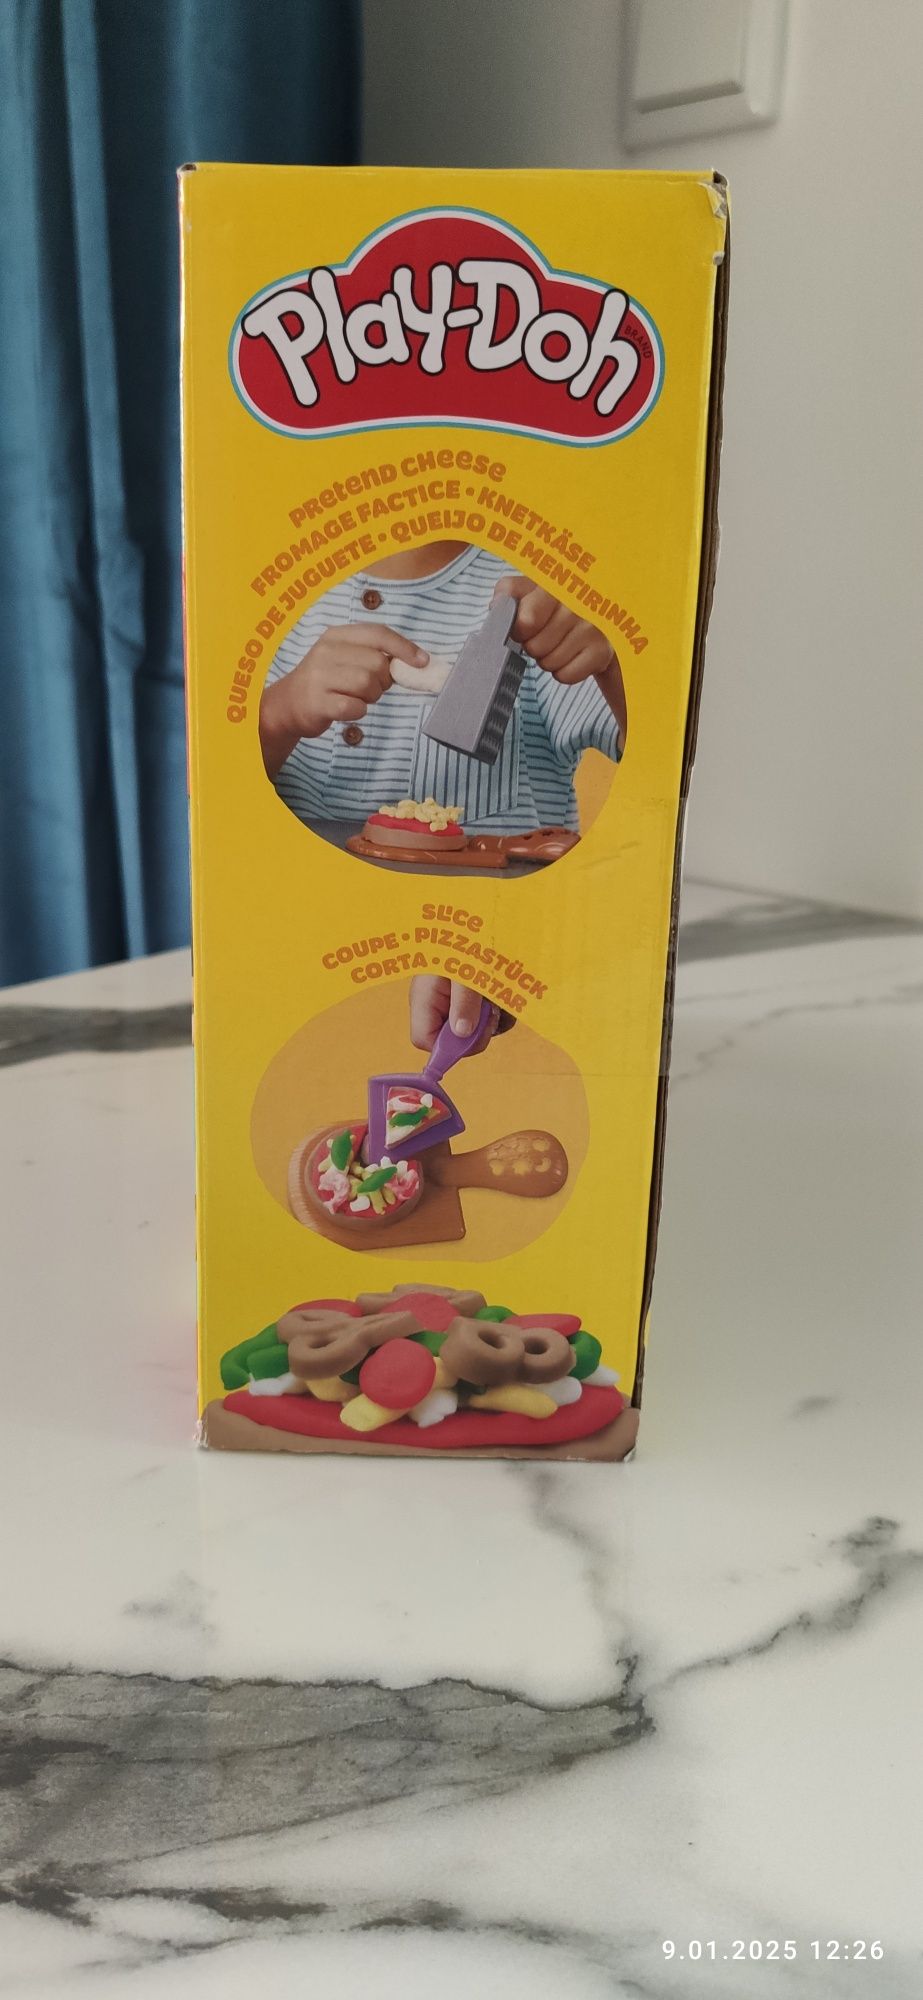 Play-Doh
BRAND
PRETEND CHEESE
FROMAGE FACTICE • KNETKÄSE
QUESO DE JUGUETE • QUEIJO DE MENTIRINHA
SLICE
COUPE • PIZZASTÜCK
CORTA • CORTAR
9.01.2025 12:26